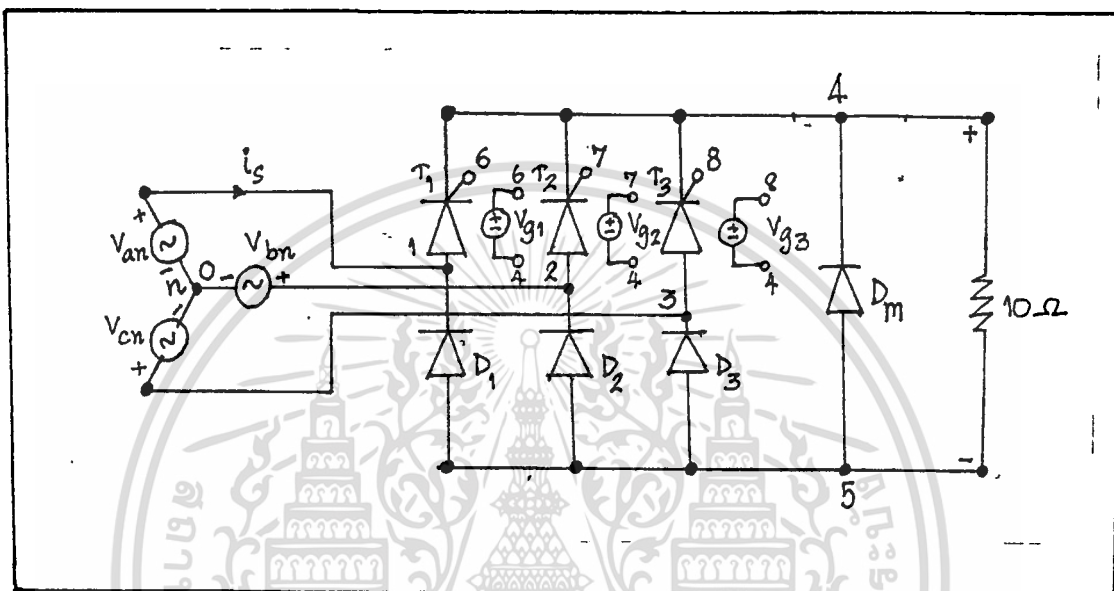 4
6
7
8
i_s
T_1
6
T_2
7
T_3
8
V_g1
V_g2
V_g3
+
V_an
V_bn
1
4
4
4
2
3
-
n
0
-
+
-
V_cn
+
D_1
D_2
D_3
D_m
+
10Ω
-
5